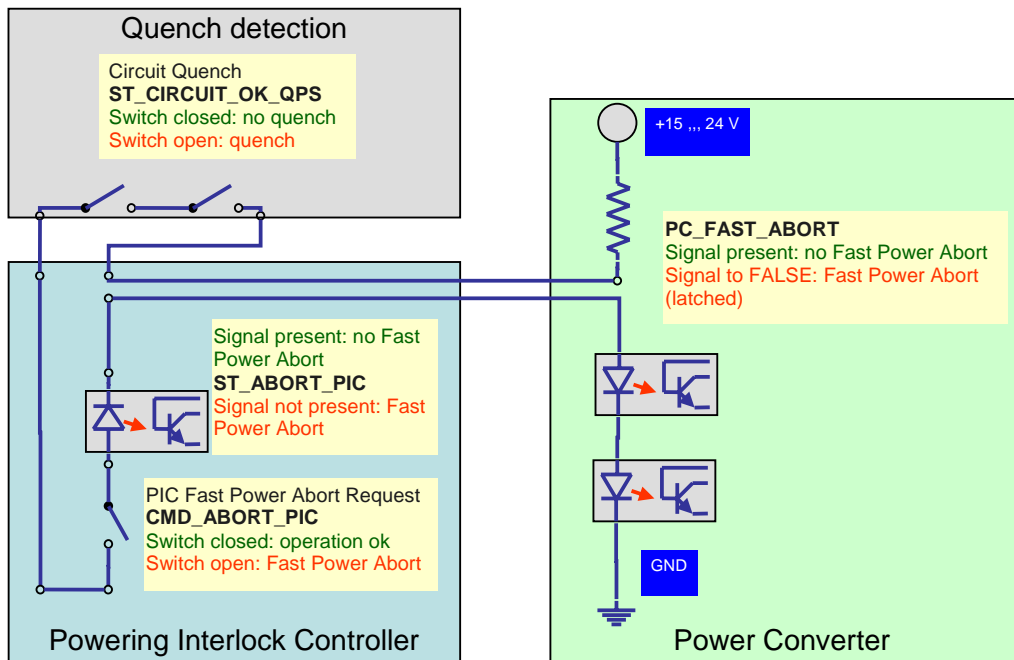 Quench detection
Circuit Quench
ST_CIRCUIT_OK_QPS
Switch closed: no quench
Switch open: quench
+15 ,,, 24 V
PC_FAST_ABORT
Signal present: no Fast Power Abort
Signal to FALSE: Fast Power Abort
(latched)
Signal present: no Fast
Power Abort
ST_ABORT_PIC
Signal not present: Fast
Power Abort
PIC Fast Power Abort Request
CMD_ABORT_PIC
Switch closed: operation ok
Switch open: Fast Power Abort
GND
Powering Interlock Controller
Power Converter